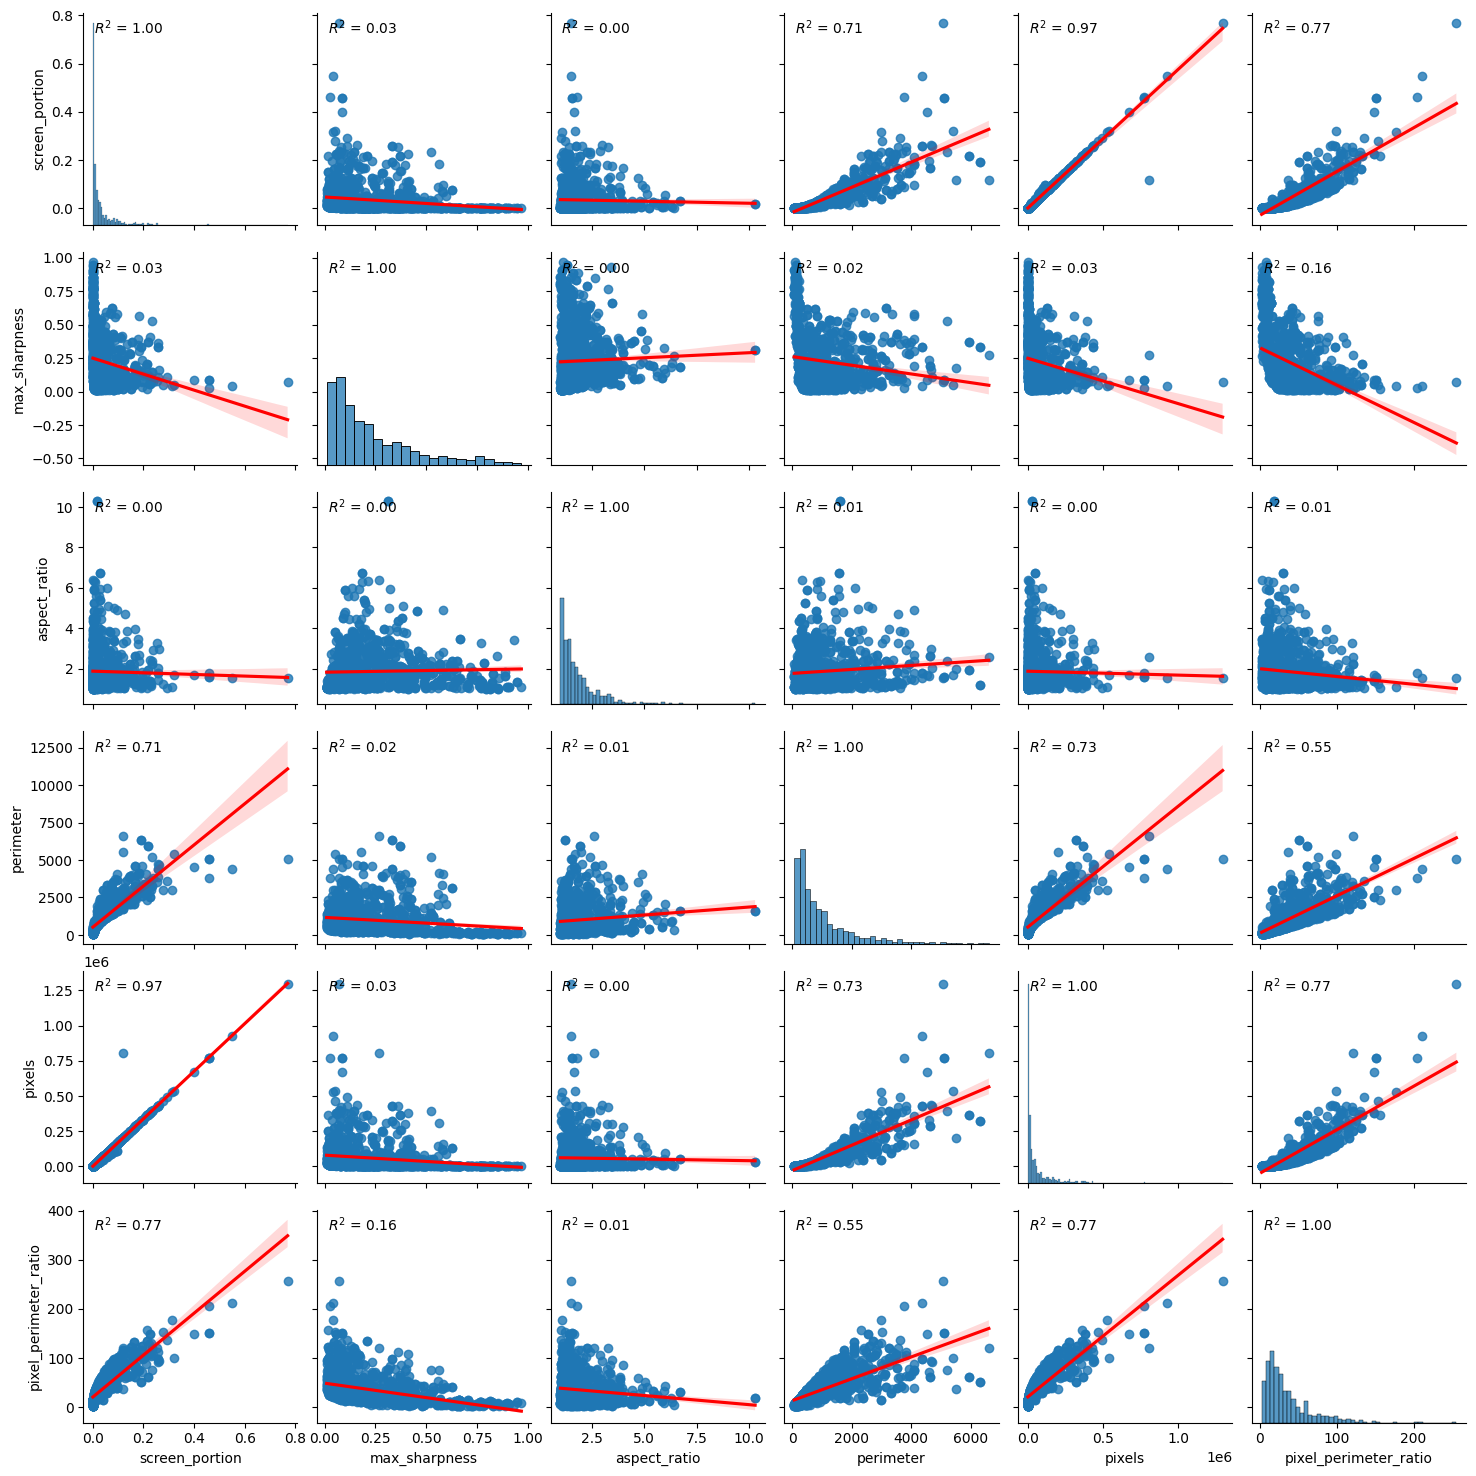 R² = 1.00 R² = 0.03 R² = 0.00 R² = 0.71 R² = 0.97 R² = 0.77
0.8
0.6
0.4
0.2
0.0
screen_portion
R² = 0.03 R² = 1.00 R² = 0.00 R² = 0.02 R² = 0.03 R² = 0.16
1.00
0.75
0.50
0.25
0.00
−0.25
−0.50
max_sharpness
R² = 0.00 R² = 0.00 R² = 1.00 R² = 0.01 R² = 0.00 R² = 0.01
10
8
6
4
2
aspect_ratio
R² = 0.71 R² = 0.02 R² = 0.01 R² = 1.00 R² = 0.73 R² = 0.55
12500
10000
7500
5000
2500
0
perimeter
1e6
R² = 0.97 R² = 0.03 R² = 0.00 R² = 0.73 R² = 1.00 R² = 0.77
1.25
1.00
0.75
0.50
0.25
0.00
pixels
R² = 0.77 R² = 0.16 R² = 0.01 R² = 0.55 R² = 0.77 R² = 1.00
400
300
200
100
0
pixel_perimeter_ratio
0.0 0.2 0.4 0.6 0.8 0.00 0.25 0.50 0.75 1.00 2.5 5.0 7.5 10.0 0 2000 4000 6000 0.0 0.5 1.0 0 100 200
1e6
screen_portion max_sharpness aspect_ratio perimeter pixels pixel_perimeter_ratio